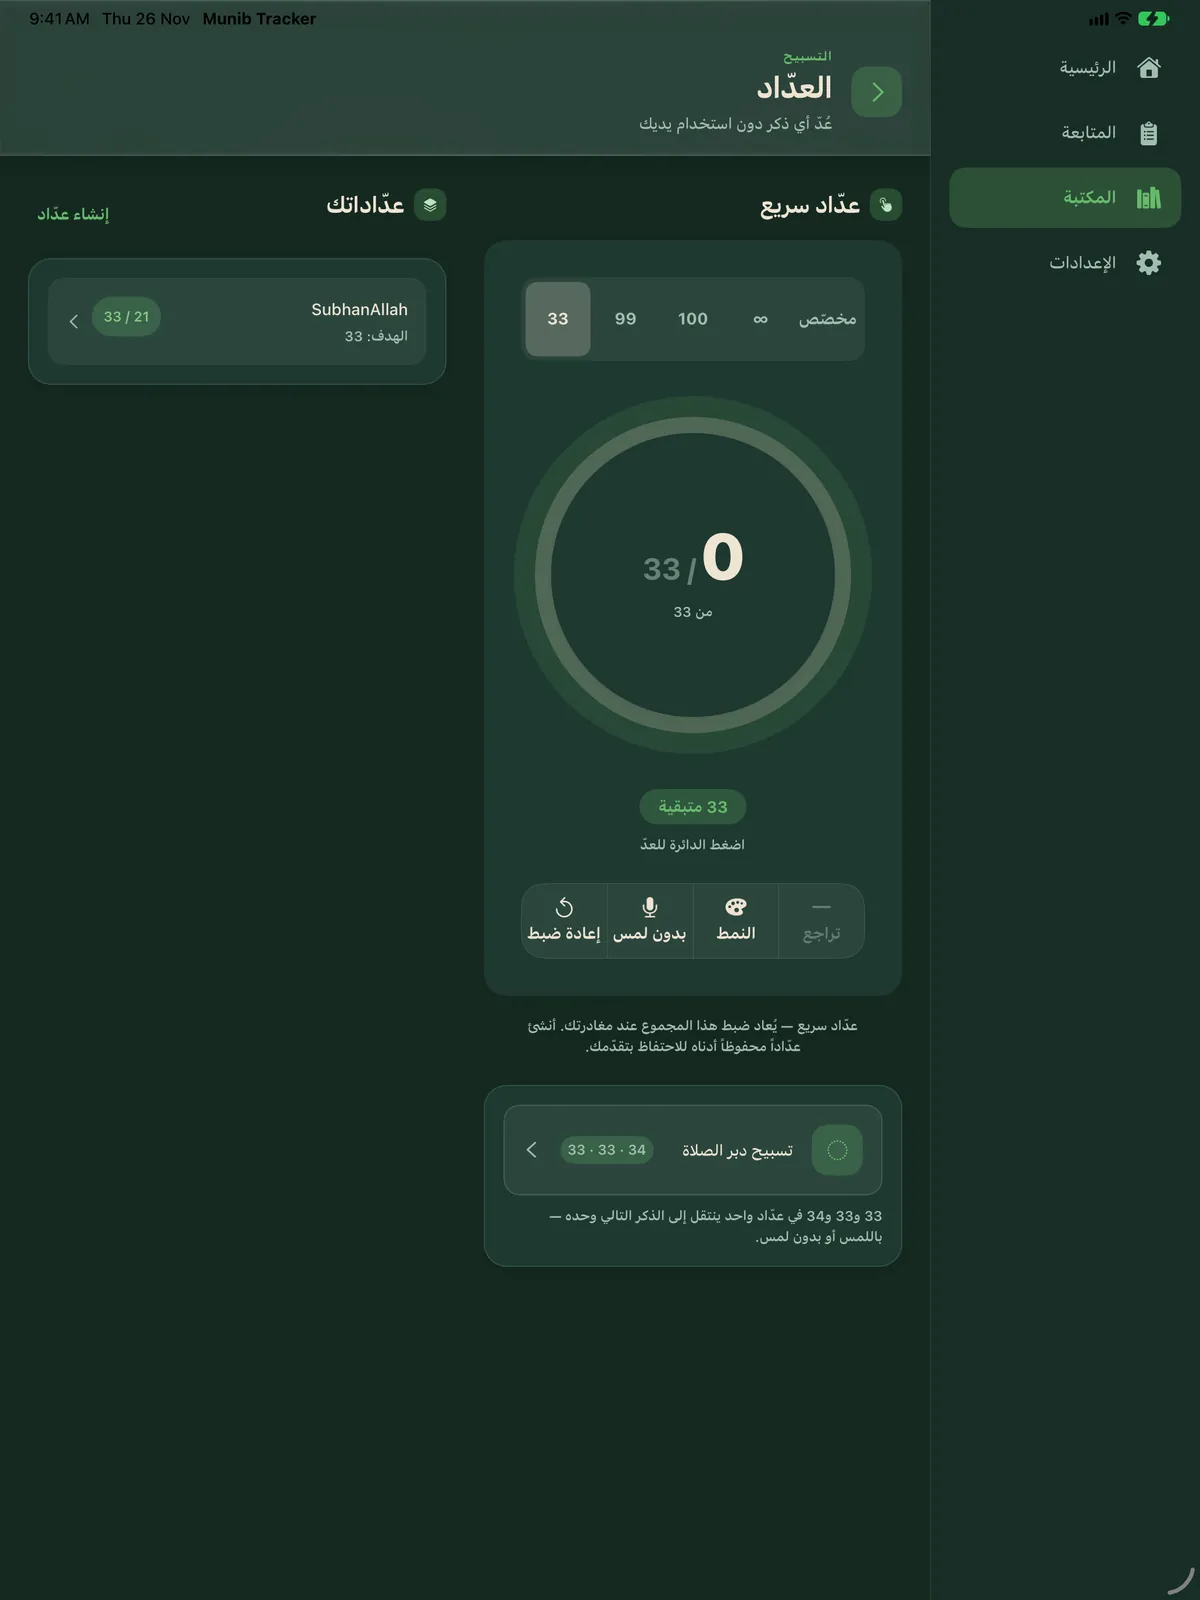 9:41 AM Thu 26 Nov Munib Tracker
الرئيسية
المتابعة
المكتبة
الإعدادات
التسبيح
العدّاد
عُدّ أي ذكر دون استخدام يديك
عدّاد سريع
33 99 100 ∞ مخصّص
0 / 33
من 33
33 متبقية
اضغط الدائرة للعدّ
تراجع
النمط
بدون لمس
إعادة ضبط
عدّاد سريع — يُعاد ضبط هذا المجموع عند مغادرتك. أنشئ
عدّاداً محفوظاً أدناه للاحتفاظ بتقدّمك.
تسبيح دبر الصلاة
33 · 33 · 34
33 و33 و34 في عدّاد واحد ينتقل إلى الذكر التالي وحده —
باللمس أو بدون لمس.
عدّاداتك
إنشاء عدّاد
SubhanAllah
الهدف: 33
33 / 21